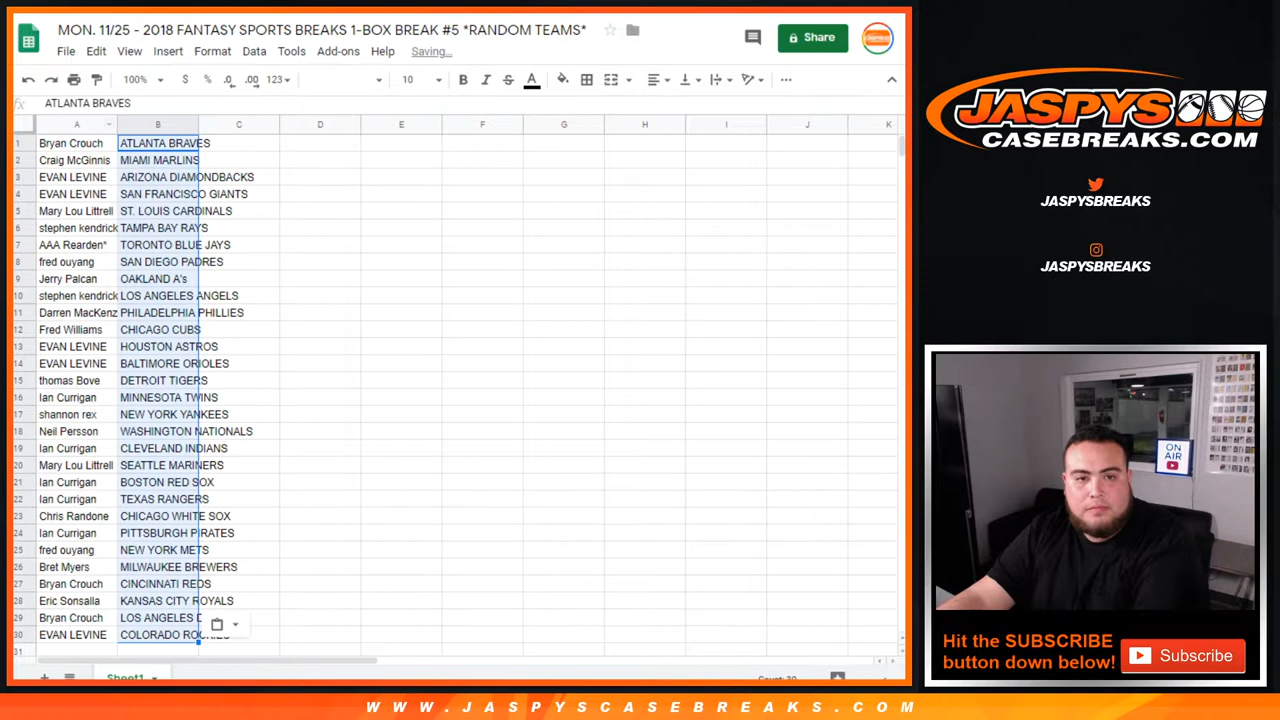 MON. 11/25 - 2018 FANTASY SPORTS BREAKS 1-BOX BREAK #5 *RANDOM TEAMS*
File Edit View Insert Format Data Tools Add-ons Help Saving...
Share
100% $ % .0 .00 123 10 B I S A
fx ATLANTA BRAVES
A B C D E F G H I J K
1 Bryan Crouch ATLANTA BRAVES
2 Craig McGinnis MIAMI MARLINS
3 EVAN LEVINE ARIZONA DIAMONDBACKS
4 EVAN LEVINE SAN FRANCISCO GIANTS
5 Mary Lou Littrell ST. LOUIS CARDINALS
6 stephen kendrick TAMPA BAY RAYS
7 AAA Rearden* TORONTO BLUE JAYS
8 fred ouyang SAN DIEGO PADRES
9 Jerry Palcan OAKLAND A's
10 stephen kendrick LOS ANGELES ANGELS
11 Darren MacKenz PHILADELPHIA PHILLIES
12 Fred Williams CHICAGO CUBS
13 EVAN LEVINE HOUSTON ASTROS
14 EVAN LEVINE BALTIMORE ORIOLES
15 thomas Bove DETROIT TIGERS
16 Ian Currigan MINNESOTA TWINS
17 shannon rex NEW YORK YANKEES
18 Neil Persson WASHINGTON NATIONALS
19 Ian Currigan CLEVELAND INDIANS
20 Mary Lou Littrell SEATTLE MARINERS
21 Ian Currigan BOSTON RED SOX
22 Ian Currigan TEXAS RANGERS
23 Chris Randone CHICAGO WHITE SOX
24 Ian Currigan PITTSBURGH PIRATES
25 fred ouyang NEW YORK METS
26 Bret Myers MILWAUKEE BREWERS
27 Bryan Crouch CINCINNATI REDS
28 Eric Sonsalla KANSAS CITY ROYALS
29 Bryan Crouch LOS ANGELES D
30 EVAN LEVINE COLORADO ROCKIES
31
Sheet1
Count: 30
JASPYS
CASEBREAKS.COM
JASPYSBREAKS
JASPYSBREAKS
ON
AIR
Hit the SUBSCRIBE
button down below!
Subscribe
WWW.JASPYSCASEBREAKS.COM